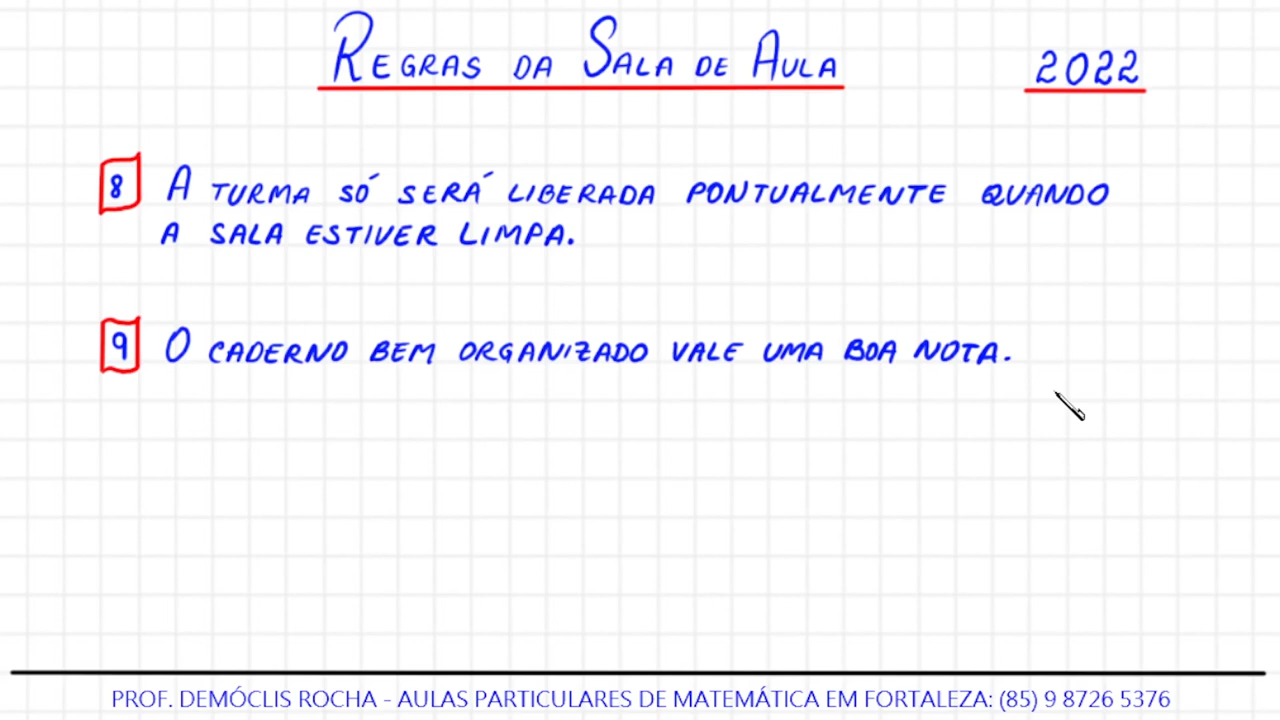 REGRAS DA SALA DE AULA 2022
8 A TURMA SÓ SERÁ LIBERADA PONTUALMENTE QUANDO
A SALA ESTIVER LIMPA.
9 O CADERNO BEM ORGANIZADO VALE UMA BOA NOTA.
PROF. DEMÓCLIS ROCHA - AULAS PARTICULARES DE MATEMÁTICA EM FORTALEZA: (85) 9 8726 5376